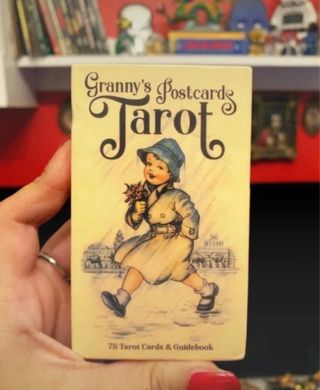 Granny's Postcards
Tarot
78 Tarot Cards & Guidebook